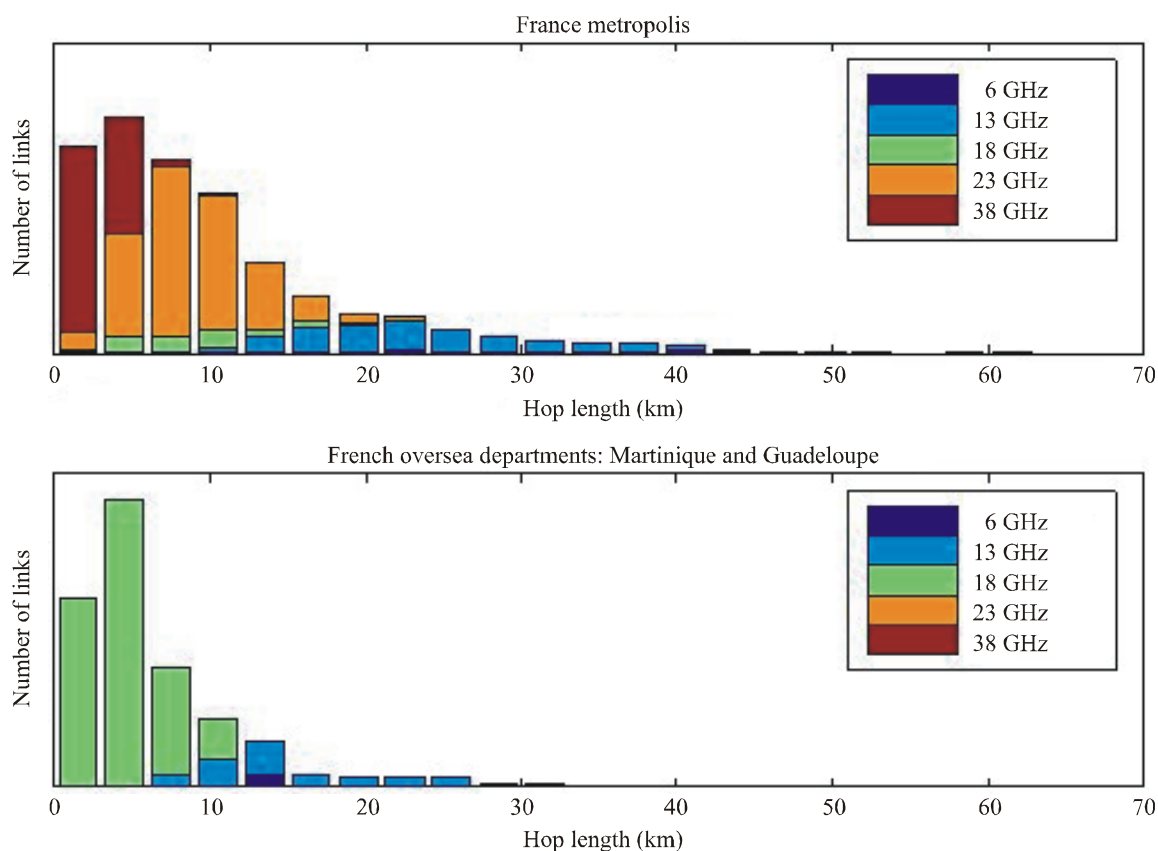 France metropolis
Number of links
6 GHz
13 GHz
18 GHz
23 GHz
38 GHz
0 10 20 30 40 50 60 70
Hop length (km)
French oversea departments: Martinique and Guadeloupe
Number of links
6 GHz
13 GHz
18 GHz
23 GHz
38 GHz
0 10 20 30 40 50 60 70
Hop length (km)